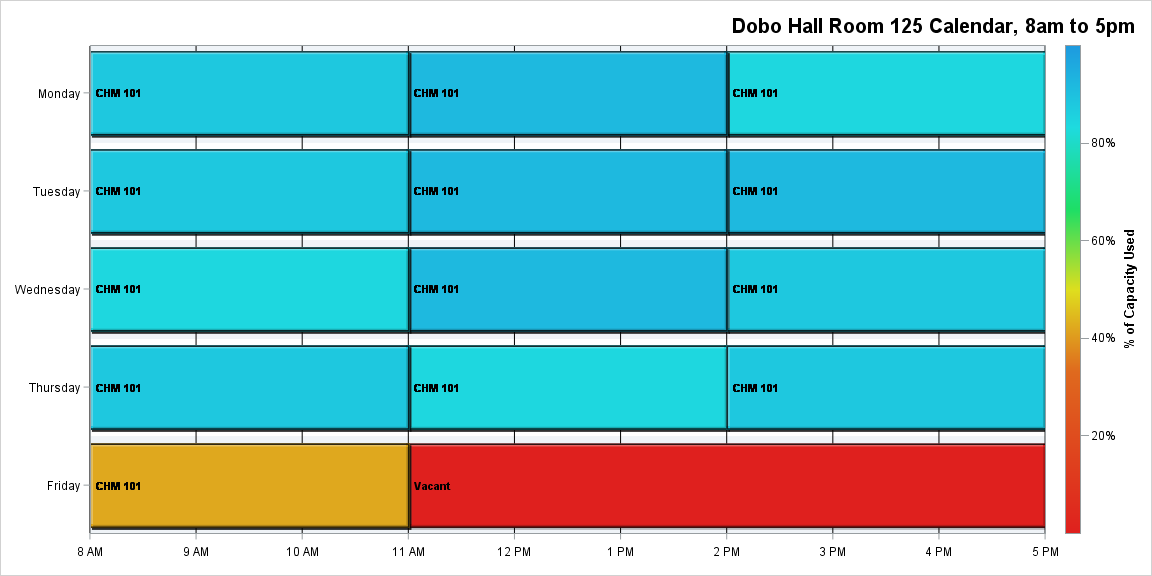 Dobo Hall Room 125 Calendar, 8am to 5pm
Monday CHM 101 CHM 101 CHM 101
Tuesday CHM 101 CHM 101 CHM 101
Wednesday CHM 101 CHM 101 CHM 101
Thursday CHM 101 CHM 101 CHM 101
Friday CHM 101 Vacant
8 AM 9 AM 10 AM 11 AM 12 PM 1 PM 2 PM 3 PM 4 PM 5 PM
80%
60%
40%
20%
% of Capacity Used